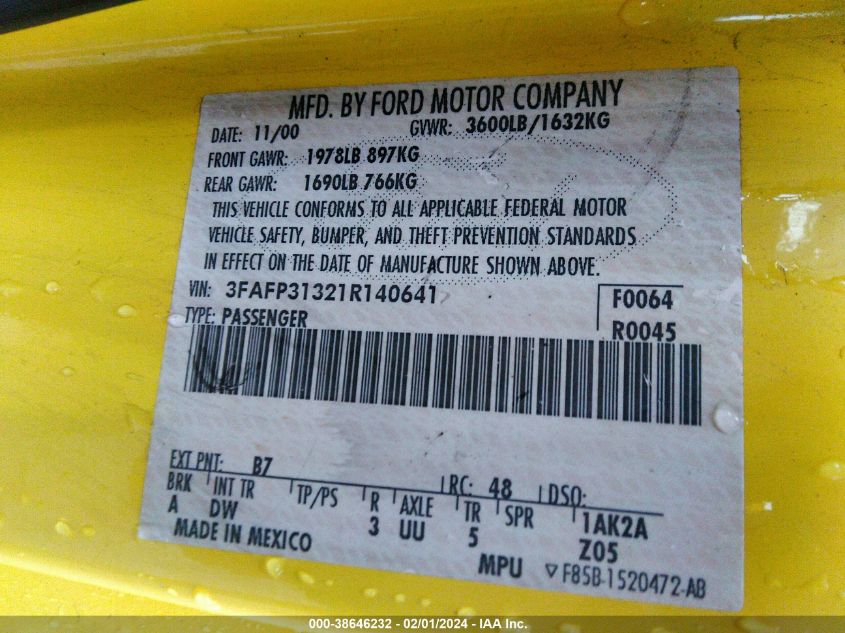 MFD. BY FORD MOTOR COMPANY
DATE: 11/00 GVWR: 3600LB/1632KG
FRONT GAWR: 1978LB 897KG
REAR GAWR: 1690LB 766KG
THIS VEHICLE CONFORMS TO ALL APPLICABLE FEDERAL MOTOR
VEHICLE SAFETY, BUMPER, AND THEFT PREVENTION STANDARDS
IN EFFECT ON THE DATE OF MANUFACTURE SHOWN ABOVE.
VIN: 3FAFP31321R140641 F0064
TYPE: PASSENGER R0045
EXT PNT: B7 RC: 48 DSO:
BRK INT TR TP/PS R AXLE TR SPR 1AK2A
A DW 3 UU 5 Z05
MADE IN MEXICO
MPU F85B-1520472-AB
000-38646232 - 02/01/2024 - IAA Inc.